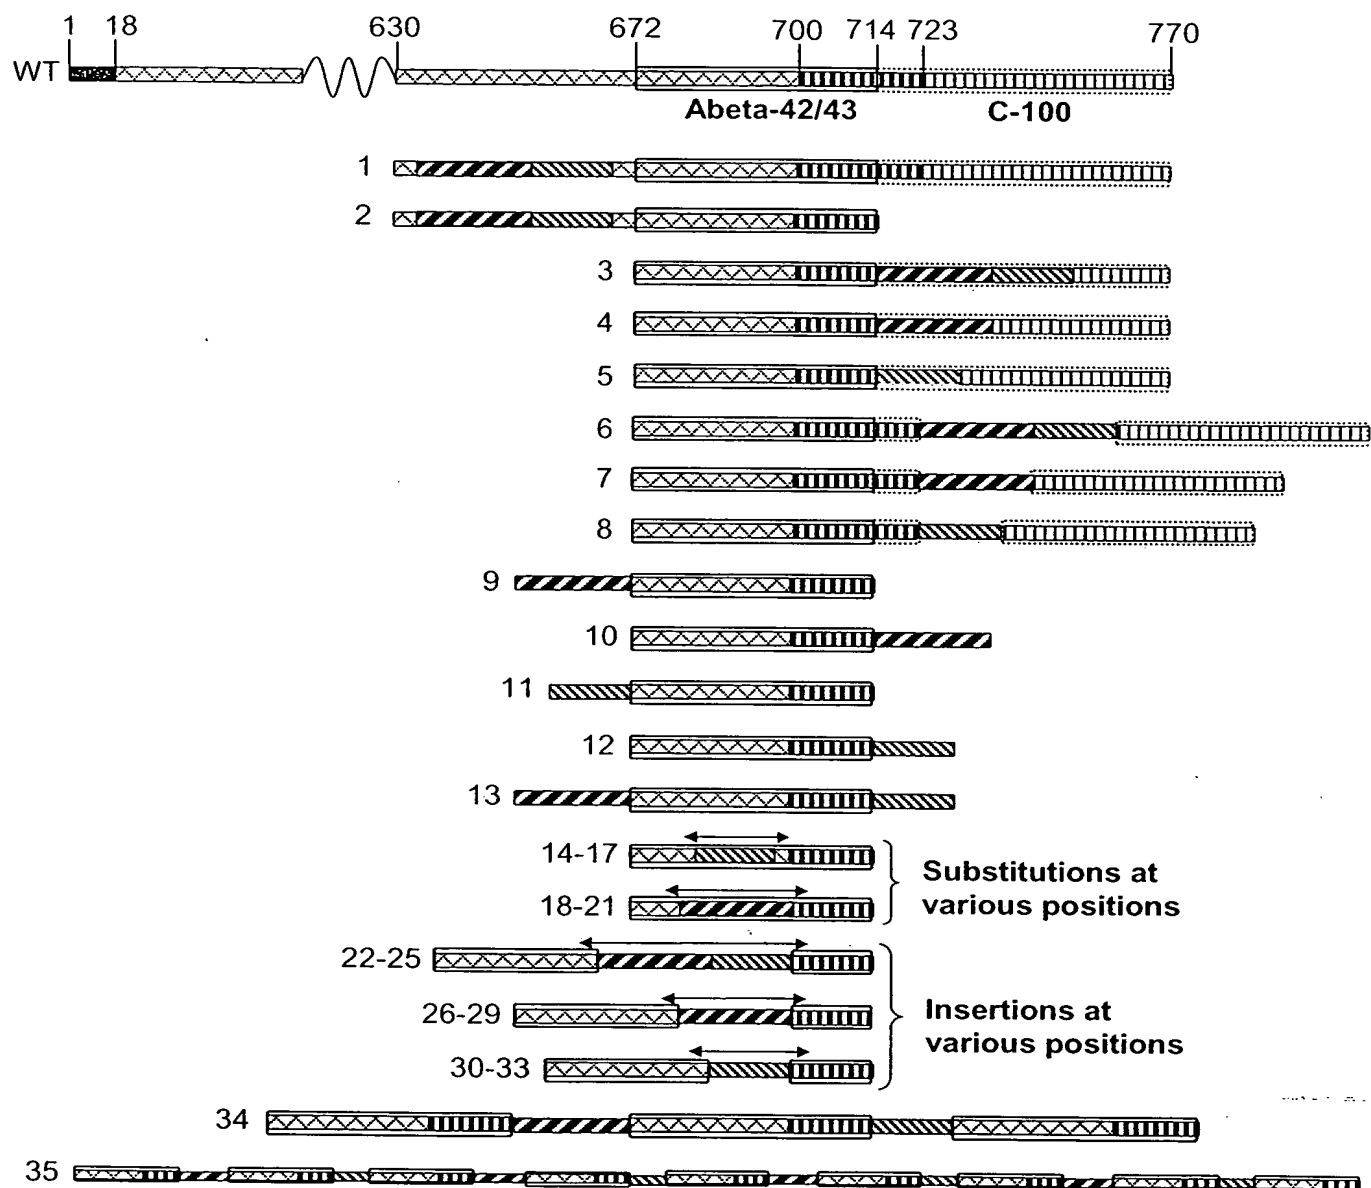 1 18 630 672 700 714 723 770
WT
Abeta-42/43 C-100
1
2
3
4
5
6
7
8
9
10
11
12
13
14-17
Substitutions at
18-21
various positions
22-25
26-29
Insertions at
various positions
30-33
34
35